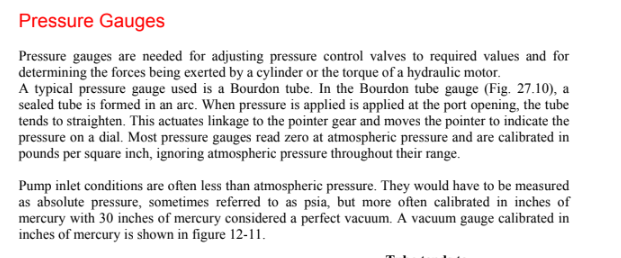 Pressure Gauges
Pressure gauges are needed for adjusting pressure control valves to required values and for
determining the forces being exerted by a cylinder or the torque of a hydraulic motor.
A typical pressure gauge used is a Bourdon tube. In the Bourdon tube gauge (Fig. 27.10), a
sealed tube is formed in an arc. When pressure is applied is applied at the port opening, the tube
tends to straighten. This actuates linkage to the pointer gear and moves the pointer to indicate the
pressure on a dial. Most pressure gauges read zero at atmospheric pressure and are calibrated in
pounds per square inch, ignoring atmospheric pressure throughout their range.
Pump inlet conditions are often less than atmospheric pressure. They would have to be measured
as absolute pressure, sometimes referred to as psia, but more often calibrated in inches of
mercury with 30 inches of mercury considered a perfect vacuum. A vacuum gauge calibrated in
inches of mercury is shown in figure 12-11.